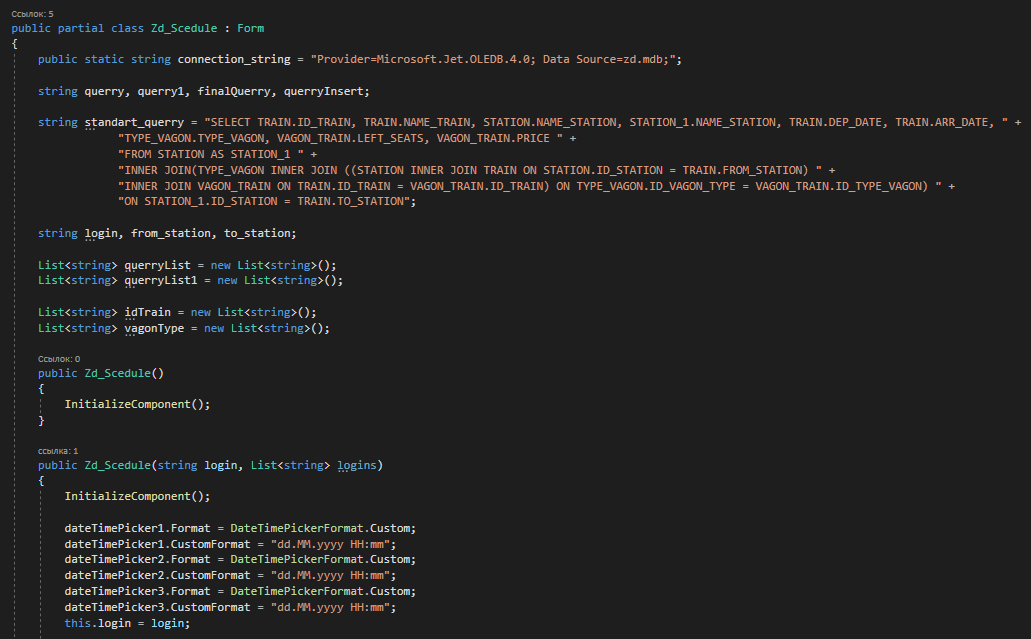 Ссылок: 5
public partial class Zd_Scedule : Form
{
public static string connection_string = "Provider=Microsoft.Jet.OLEDB.4.0; Data Source=zd.mdb;";
string querry, querry1, finalQuerry, querryInsert;
string standart_querry = "SELECT TRAIN.ID_TRAIN, TRAIN.NAME_TRAIN, STATION.NAME_STATION, STATION_1.NAME_STATION, TRAIN.DEP_DATE, TRAIN.ARR_DATE, " +
"TYPE_VAGON.TYPE_VAGON, VAGON_TRAIN.LEFT_SEATS, VAGON_TRAIN.PRICE " +
"FROM STATION AS STATION_1 " +
"INNER JOIN(TYPE_VAGON INNER JOIN ((STATION INNER JOIN TRAIN ON STATION.ID_STATION = TRAIN.FROM_STATION) " +
"INNER JOIN VAGON_TRAIN ON TRAIN.ID_TRAIN = VAGON_TRAIN.ID_TRAIN) ON TYPE_VAGON.ID_VAGON_TYPE = VAGON_TRAIN.ID_TYPE_VAGON) " +
"ON STATION_1.ID_STATION = TRAIN.TO_STATION";
string login, from_station, to_station;
List<string> querryList = new List<string>();
List<string> querryList1 = new List<string>();
List<string> idTrain = new List<string>();
List<string> vagonType = new List<string>();
Ссылок: 0
public Zd_Scedule()
{
InitializeComponent();
}
ссылка: 1
public Zd_Scedule(string login, List<string> logins)
{
InitializeComponent();
dateTimePicker1.Format = DateTimePickerFormat.Custom;
dateTimePicker1.CustomFormat = "dd.MM.yyyy HH:mm";
dateTimePicker2.Format = DateTimePickerFormat.Custom;
dateTimePicker2.CustomFormat = "dd.MM.yyyy HH:mm";
dateTimePicker3.Format = DateTimePickerFormat.Custom;
dateTimePicker3.CustomFormat = "dd.MM.yyyy HH:mm";
this.login = login;